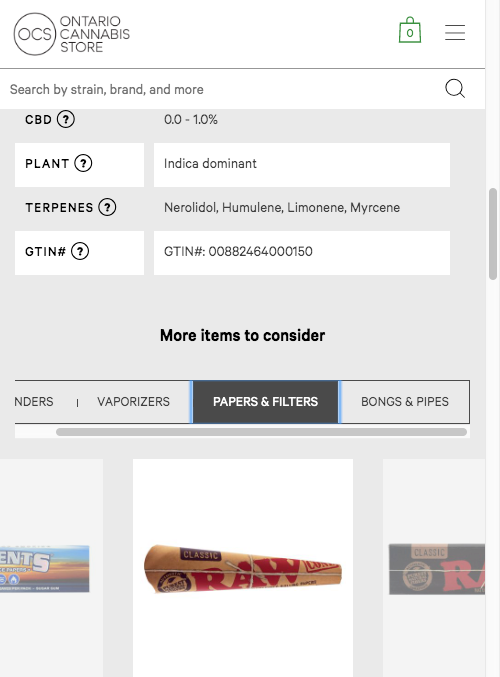 OCS ONTARIO
CANNABIS
STORE
0
Search by strain, brand, and more
CBD ? 0.0 - 1.0%
PLANT ? Indica dominant
TERPENES ? Nerolidol, Humulene, Limonene, Myrcene
GTIN# ? GTIN#: 00882464000150
More items to consider
NDERS VAPORIZERS PAPERS & FILTERS BONGS & PIPES
ENTS
CLASSIC
RAW
CLASSIC
RA